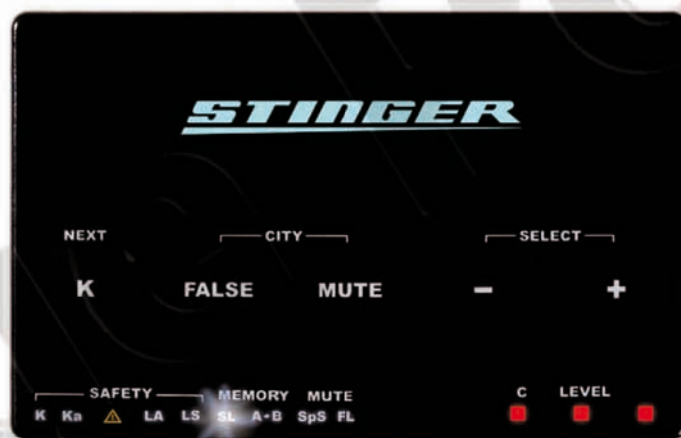 STINGER
NEXT CITY SELECT
K FALSE MUTE − +
SAFETY MEMORY MUTE C LEVEL
K Ka LA LS SL A•B SpS FL